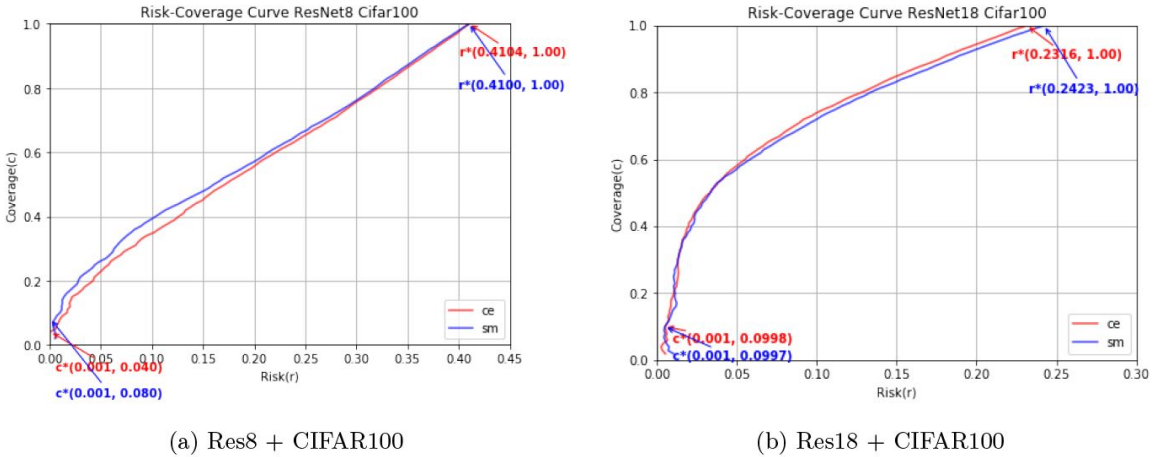 Risk-Coverage Curve ResNet8 Cifar100
1.0
0.8
0.6
0.4
0.2
0.0
Coverage(c)
r*(0.4104, 1.00)
r*(0.4100, 1.00)
ce
sm
0.00 0.05 0.10 0.15 0.20 0.25 0.30 0.35 0.40 0.45
c*(0.001, 0.040)
Risk(r)
c*(0.001, 0.080)
(a) Res8 + CIFAR100
Risk-Coverage Curve ResNet18 Cifar100
1.0
0.8
0.6
0.4
0.2
0.0
Coverage(c)
r*(0.2316, 1.00)
r*(0.2423, 1.00)
c*(0.001, 0.0998)
c*(0.001, 0.0997)
ce
sm
0.00 0.05 0.10 0.15 0.20 0.25 0.30
Risk(r)
(b) Res18 + CIFAR100